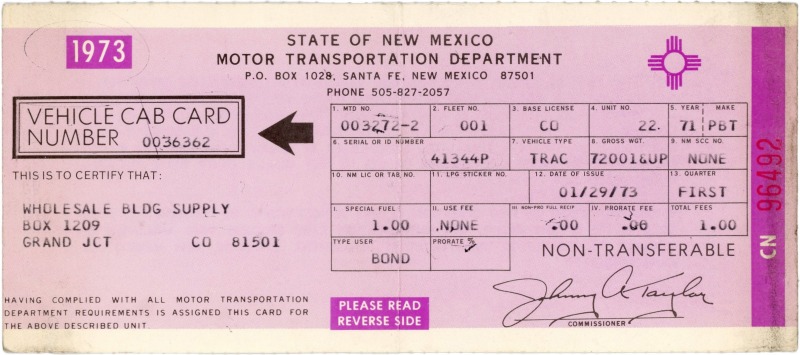 1973
STATE OF NEW MEXICO
MOTOR TRANSPORTATION DEPARTMENT
P.O. BOX 1028, SANTA FE, NEW MEXICO 87501
PHONE 505-827-2057
VEHICLE CAB CARD
NUMBER 0036362
THIS IS TO CERTIFY THAT:
WHOLESALE BLDG SUPPLY
BOX 1209
GRAND JCT CO 81501
HAVING COMPLIED WITH ALL MOTOR TRANSPORTATION
DEPARTMENT REQUIREMENTS IS ASSIGNED THIS CARD FOR
THE ABOVE DESCRIBED UNIT
1. MTD NO. 2. FLEET NO. 3. BASE LICENSE 4. UNIT NO. 5. YEAR MAKE
003272-2 001 CO 22. 71 PBT
6. SERIAL OR ID NUMBER 7. VEHICLE TYPE 8. GROSS WGT. 9. NM SCC NO.
41344P TRAC 72001&UP NONE
10. NM LIC OR TAB NO. 11. LPG STICKER NO. 12. DATE OF ISSUE 13. QUARTER
01/29/73 FIRST
I. SPECIAL FUEL II. USE FEE III. NON-PRO FULL RECIP IV. PRORATE FEE TOTAL FEES
1.00 .NONE .00 .00 1.00
TYPE USER PRORATE %
BOND
NON-TRANSFERABLE
PLEASE READ
REVERSE SIDE
Johnny A Taylor
COMMISSIONER
CN 96492